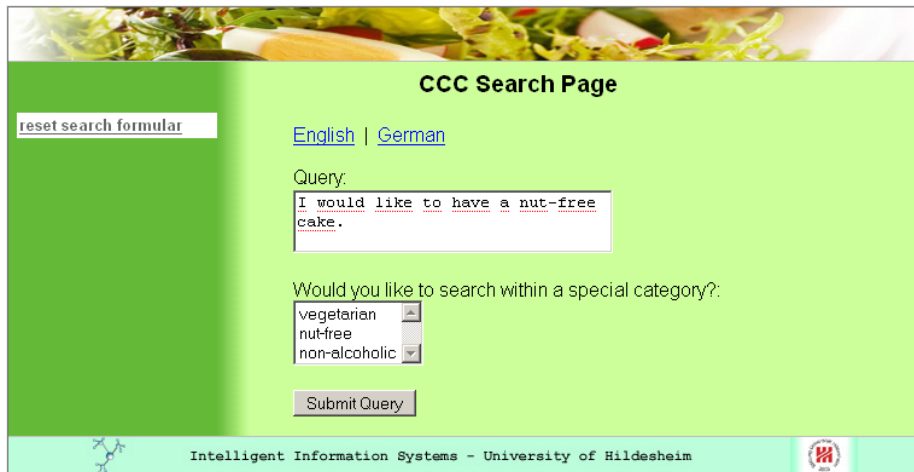 CCC Search Page
reset search formular
English | German
Query:
I would like to have a nut-free
cake.
Would you like to search within a special category?:
vegetarian
nut-free
non-alcoholic
Submit Query
Intelligent Information Systems - University of Hildesheim